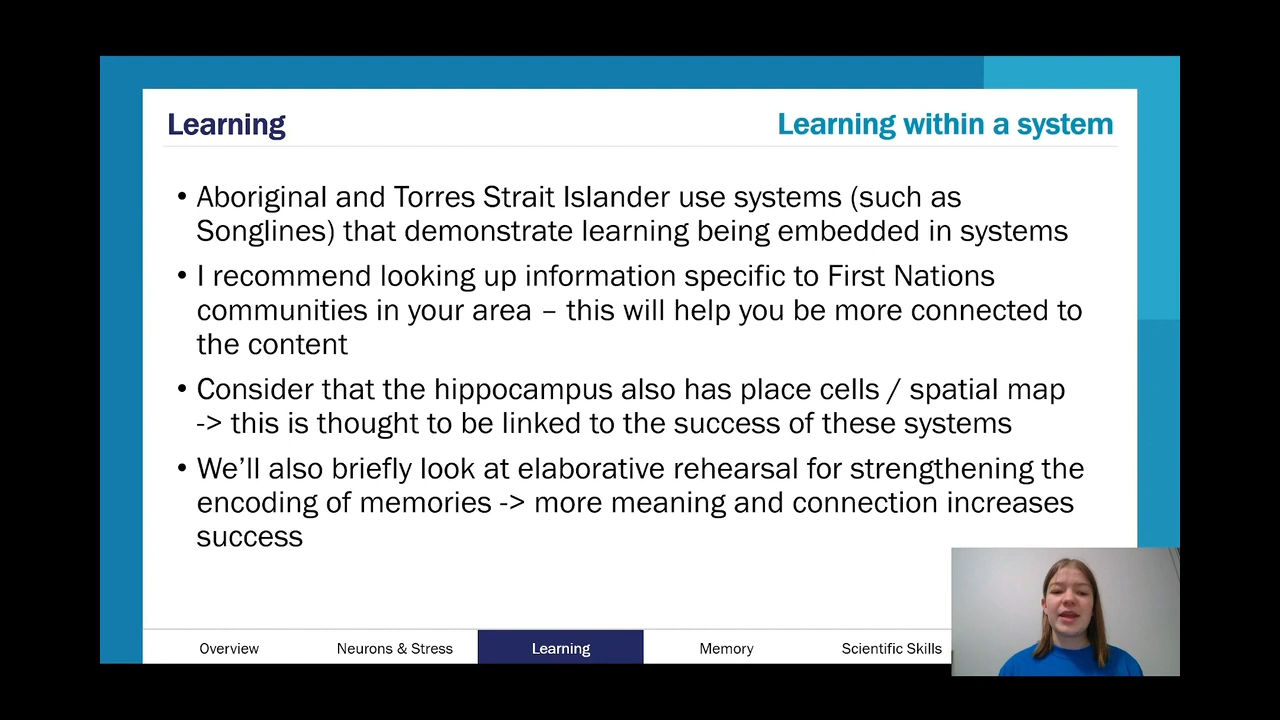 Learning
Learning within a system
• Aboriginal and Torres Strait Islander use systems (such as
Songlines) that demonstrate learning being embedded in systems
• I recommend looking up information specific to First Nations
communities in your area – this will help you be more connected to
the content
• Consider that the hippocampus also has place cells / spatial map
-> this is thought to be linked to the success of these systems
• We’ll also briefly look at elaborative rehearsal for strengthening the
encoding of memories -> more meaning and connection increases
success
Overview
Neurons & Stress
Learning
Memory
Scientific Skills